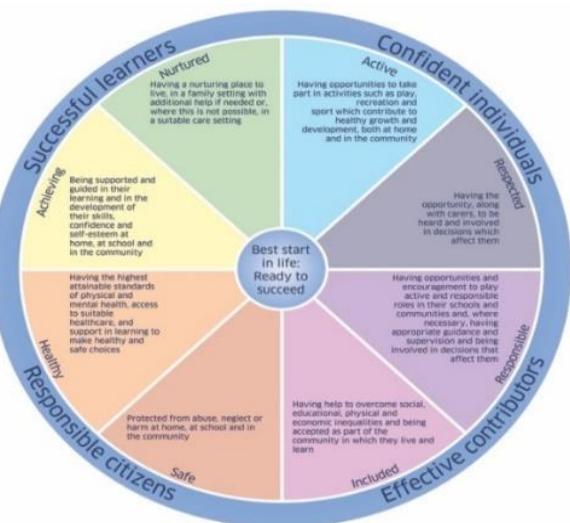 Successful learners
Confident individuals
Nurtured
Having a nurturing place to
live, in a family setting with
additional help if needed or,
where this is not possible, in
a suitable care setting
Active
Having opportunities to take
part in activities such as play,
recreation and
sport which contribute to
healthy growth and
development, both at home
and in the community
Achieving
Being supported and
guided in their
learning and in the
development of
their skills,
confidence and
self-esteem at
home, at school and
in the community
Respected
Having the
opportunity, along
with carers, to be
heard and involved
in decisions which
affect them
Best start
in life:
Ready to
succeed
Healthy
Having the highest
attainable standards
of physical and
mental health, access
to suitable
healthcare, and
support in learning to
make healthy and
safe choices
Having opportunities and
encouragement to play
active and responsible
roles in their schools and
communities and, where
necessary, having
appropriate guidance and
supervision and being
involved in decisions that
affect them
Responsible
Protected from abuse, neglect or
harm at home, at school and in
the community
Safe
Having help to overcome social,
educational, physical and
economic inequalities and being
accepted as part of the
community in which they live and
learn
Included
Responsible citizens
Effective contributors